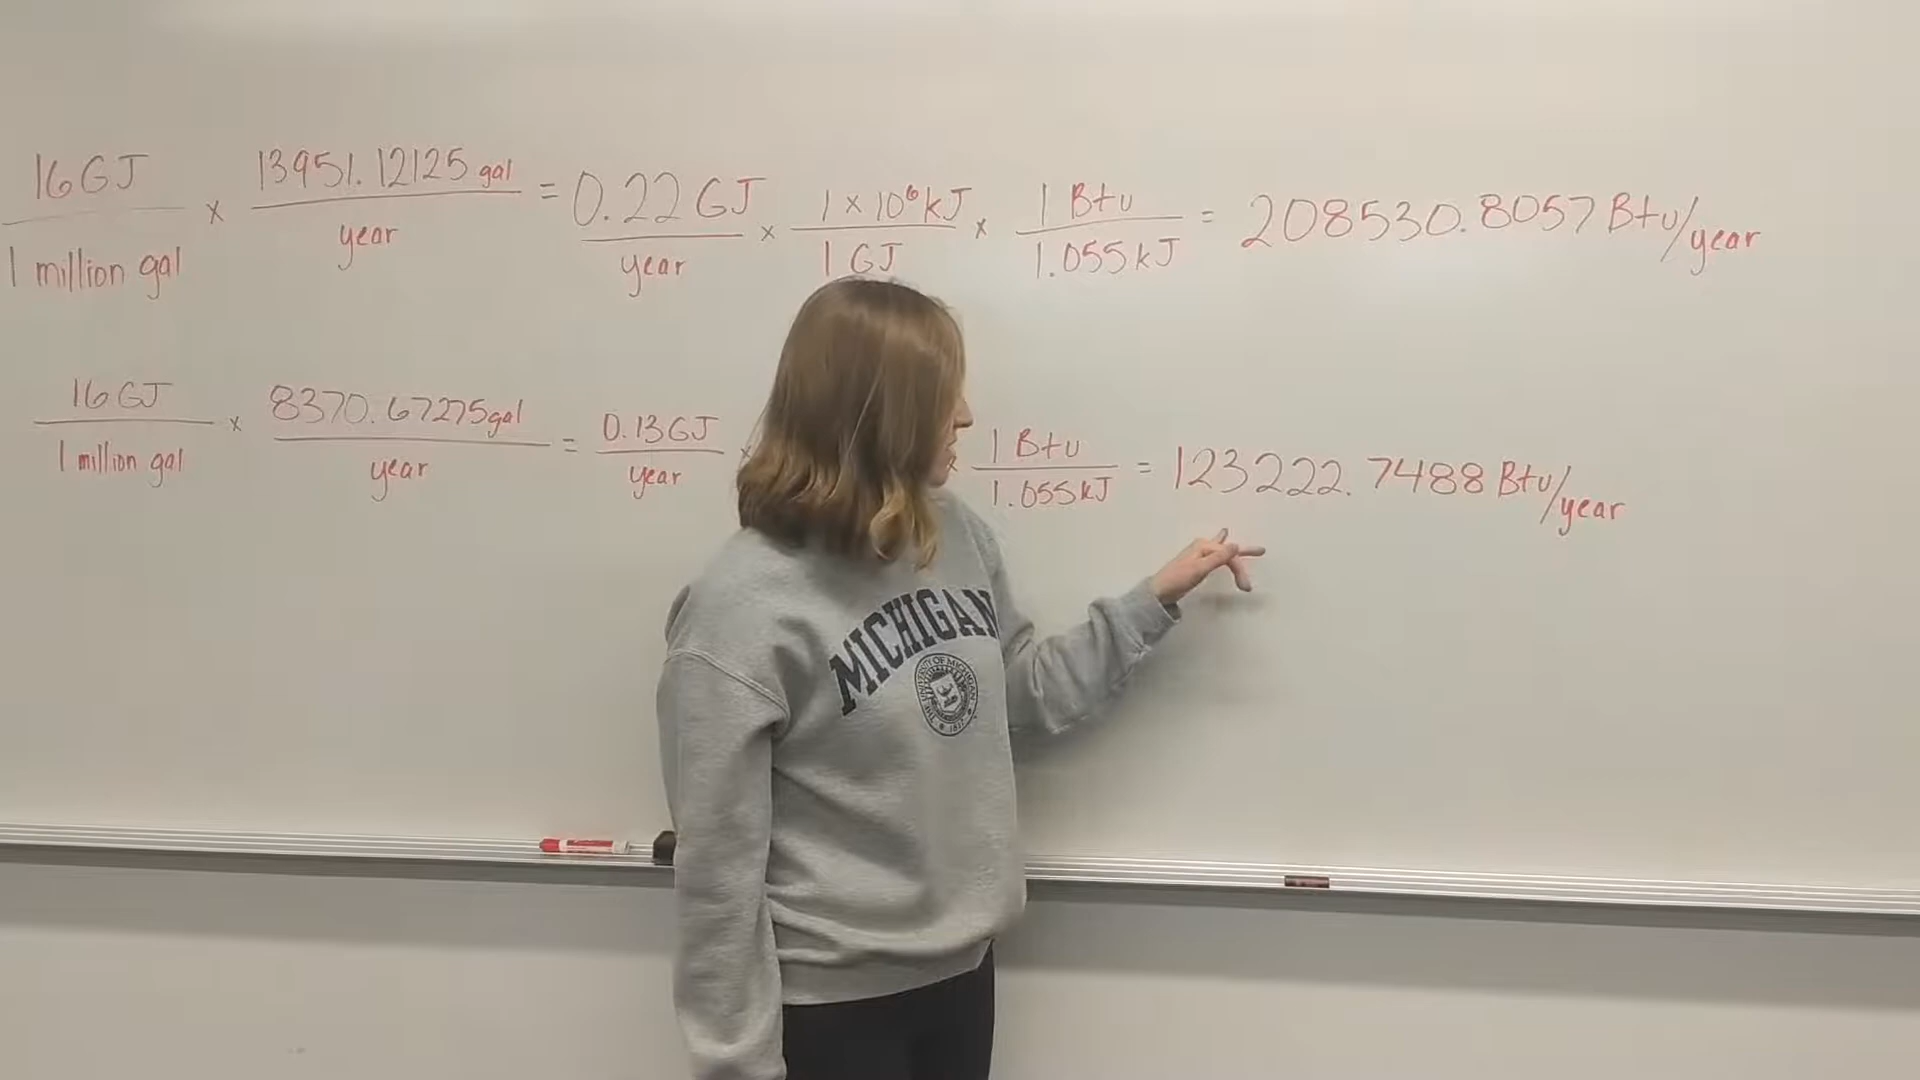 16 GJ / 1 million gal × 13951.12125 gal / year = 0.22 GJ / year × 1 × 10⁶ kJ / 1 GJ × 1 Btu / 1.055 kJ = 208530.8057 Btu/year
16 GJ / 1 million gal × 8370.67275 gal / year = 0.13 GJ / year × × 1 Btu / 1.055 kJ = 123222.7488 Btu/year
MICHIGAN